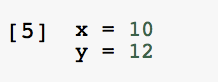 [5] x = 10
y = 12